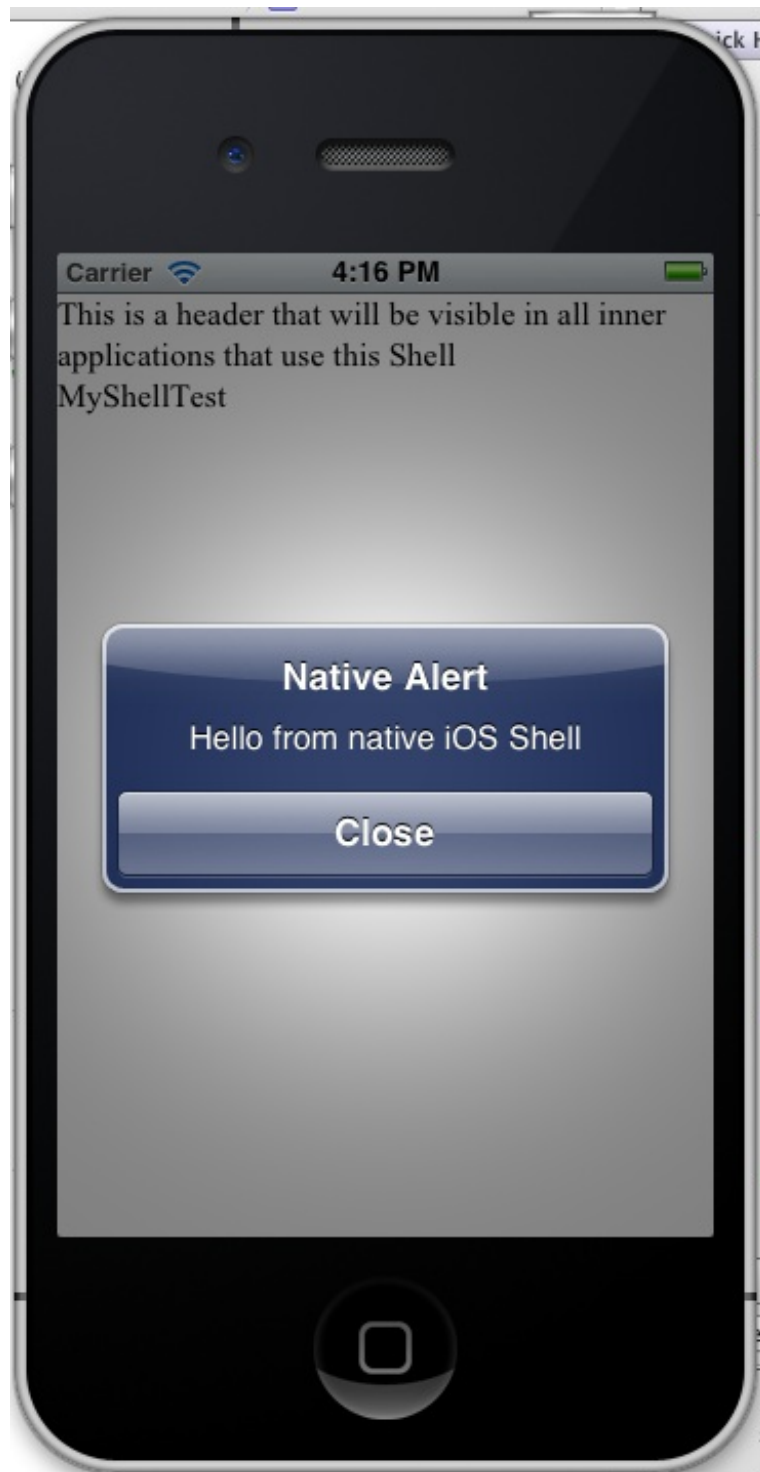 Carrier 4:16 PM
This is a header that will be visible in all inner
applications that use this Shell
MyShellTest
Native Alert
Hello from native iOS Shell
Close